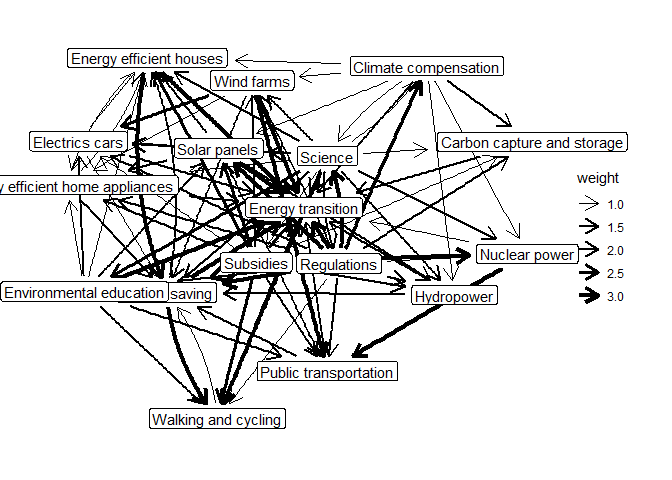 Energy efficient houses
Wind farms
Climate compensation
Electrics cars
Solar panels
Science
Carbon capture and storage
y efficient home appliances
Energy transition
Subsidies
Regulations
Nuclear power
Environmental education
saving
Hydropower
Public transportation
Walking and cycling
weight
1.0
1.5
2.0
2.5
3.0